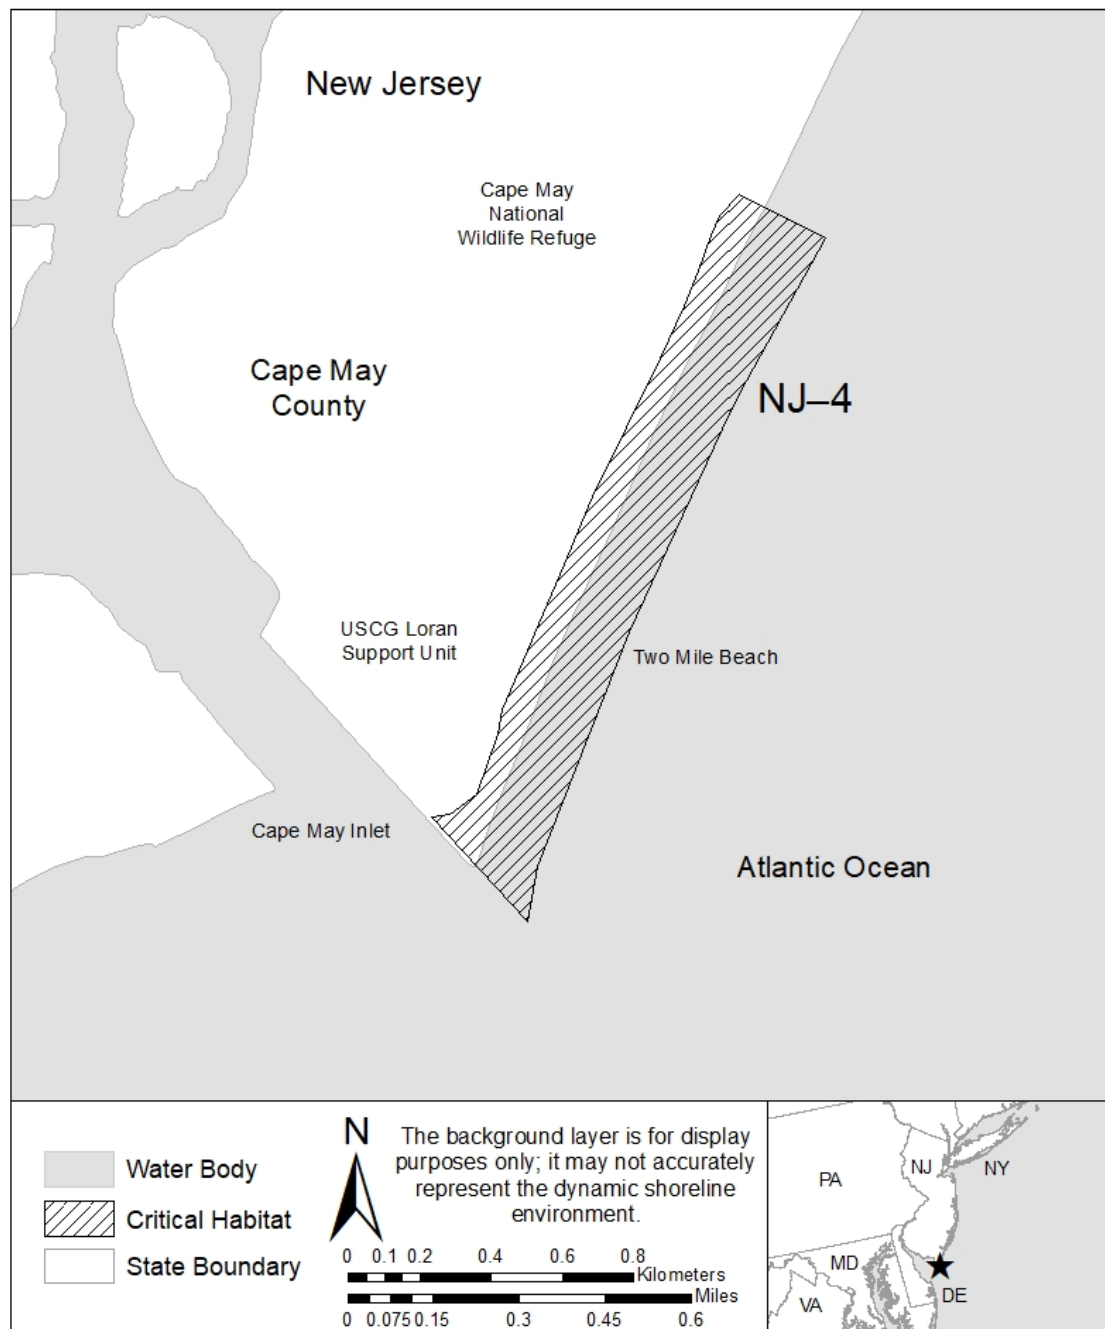 New Jersey
Cape May
National
Wildlife Refuge
Cape May
County
NJ–4
USCG Loran
Support Unit
Two Mile Beach
Cape May Inlet
Atlantic Ocean
Water Body
Critical Habitat
State Boundary
N
The background layer is for display
purposes only; it may not accurately
represent the dynamic shoreline
environment.
0 0.1 0.2 0.4 0.6 0.8
Kilometers
Miles
0 0.075 0.15 0.3 0.45 0.6
PA
NJ
NY
MD
DE
VA